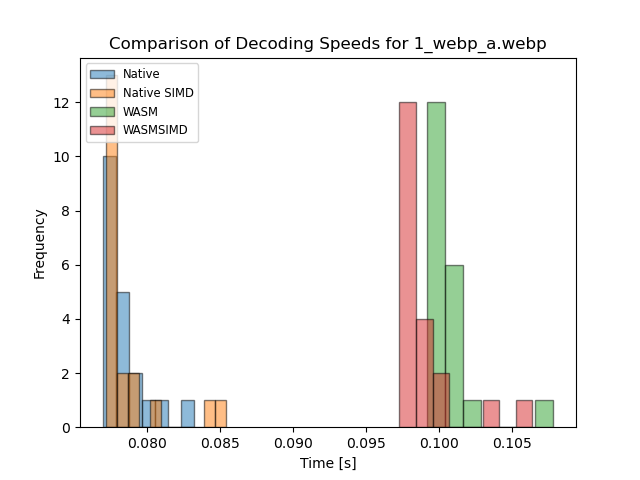 Comparison of Decoding Speeds for 1_webp_a.webp
Native
Native SIMD
WASM
WASMSIMD
12
10
8
6
4
2
0
Frequency
0.080 0.085 0.090 0.095 0.100 0.105
Time [s]